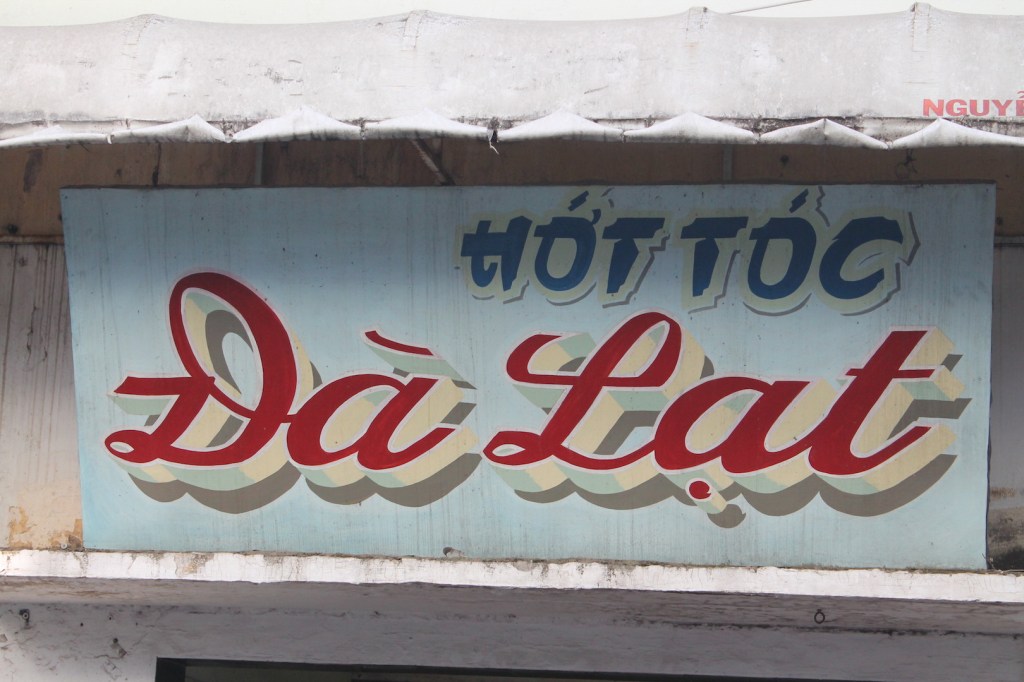 NGUYỄ
HỚT TÓC
Đà Lạt